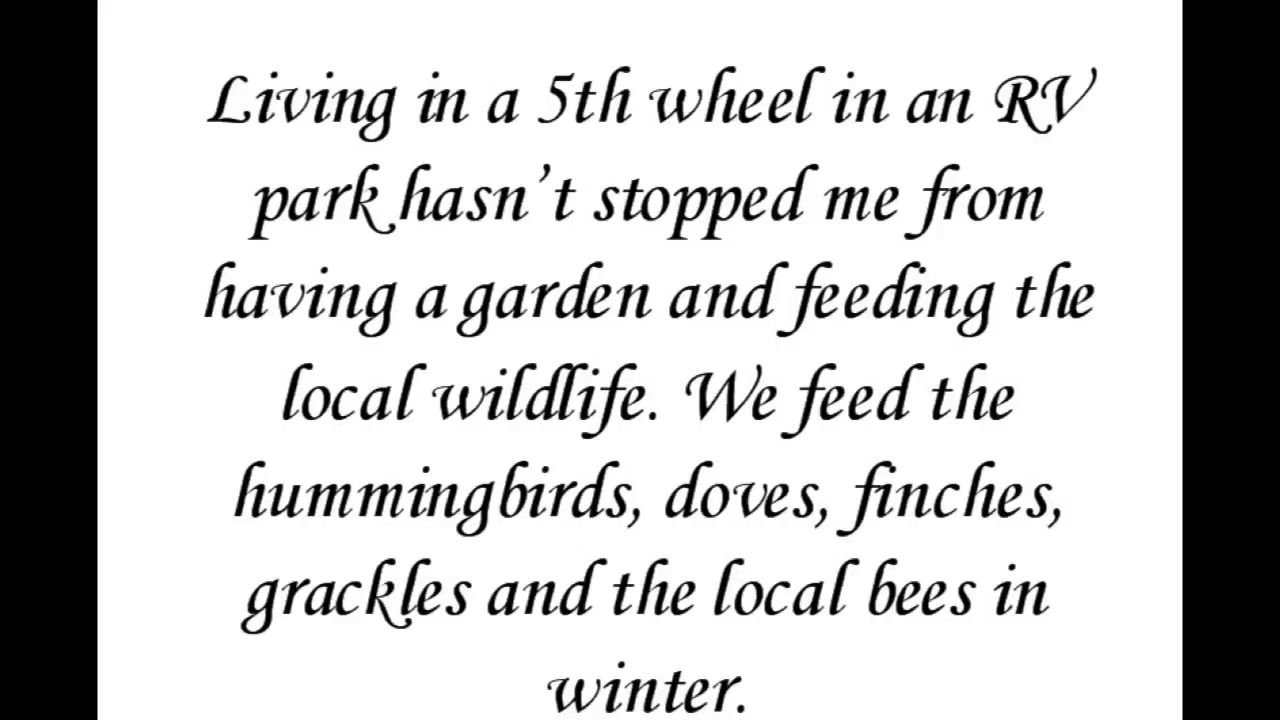 Living in a 5th wheel in an RV
park hasn’t stopped me from
having a garden and feeding the
local wildlife. We feed the
hummingbirds, doves, finches,
grackles and the local bees in
winter.